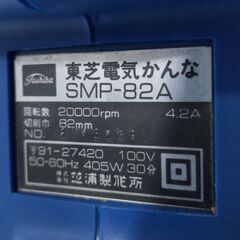 Toshiba
東芝電気かんな
SMP-82A
回転数 20000rpm 4.2A
切削巾 82mm
NO.
91-27420 100V
50-60Hz 405W 30分
株式会社 芝浦製作所